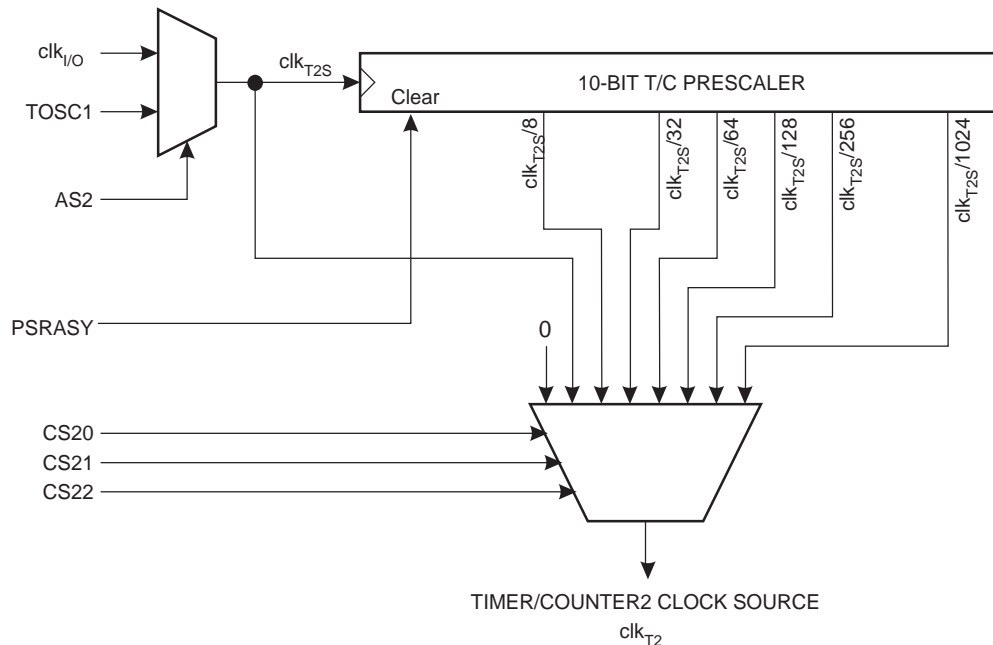 clkI/O
clkT2S
10-BIT T/C PRESCALER
TOSC1
Clear
clkT2S/8
clkT2S/32
clkT2S/64
clkT2S/128
clkT2S/256
clkT2S/1024
AS2
PSRASY
0
CS20
CS21
CS22
TIMER/COUNTER2 CLOCK SOURCE
clkT2